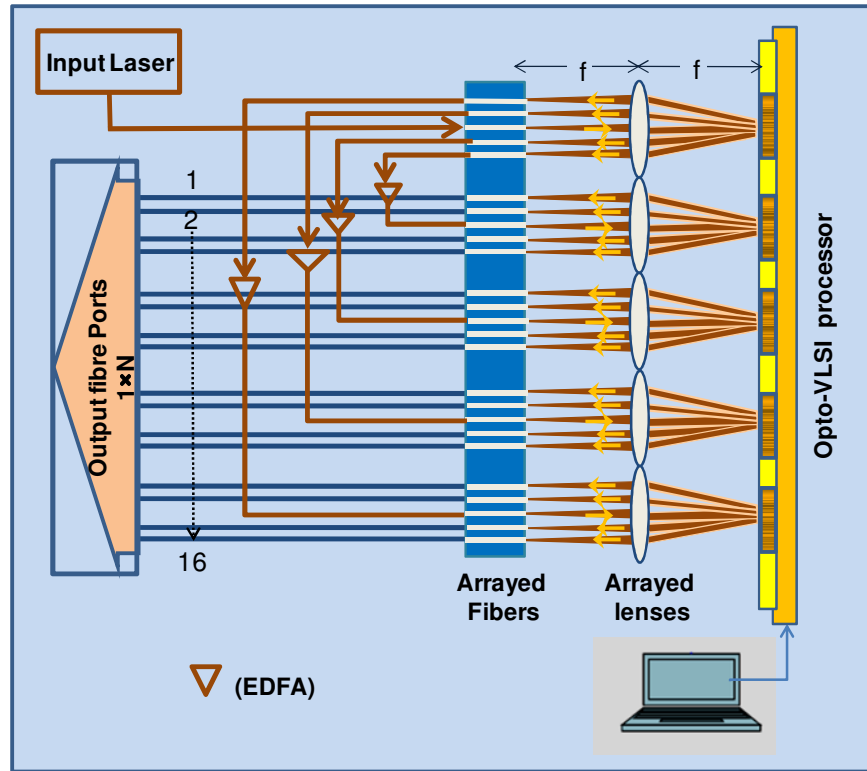 Input Laser
f
f
1
2
16
Output fibre Ports
1×N
Opto-VLSI processor
Arrayed
Fibers
Arrayed
lenses
(EDFA)